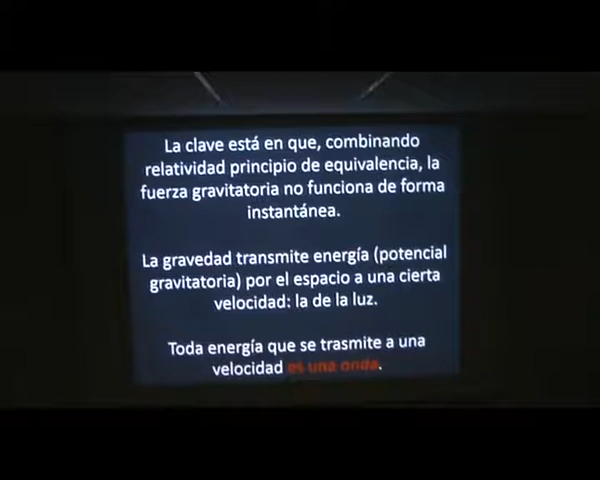 La clave está en que, combinando
relatividad principio de equivalencia, la
fuerza gravitatoria no funciona de forma
instantánea.
La gravedad transmite energía (potencial
gravitatoria) por el espacio a una cierta
velocidad: la de la luz.
Toda energía que se trasmite a una
velocidad es una onda.